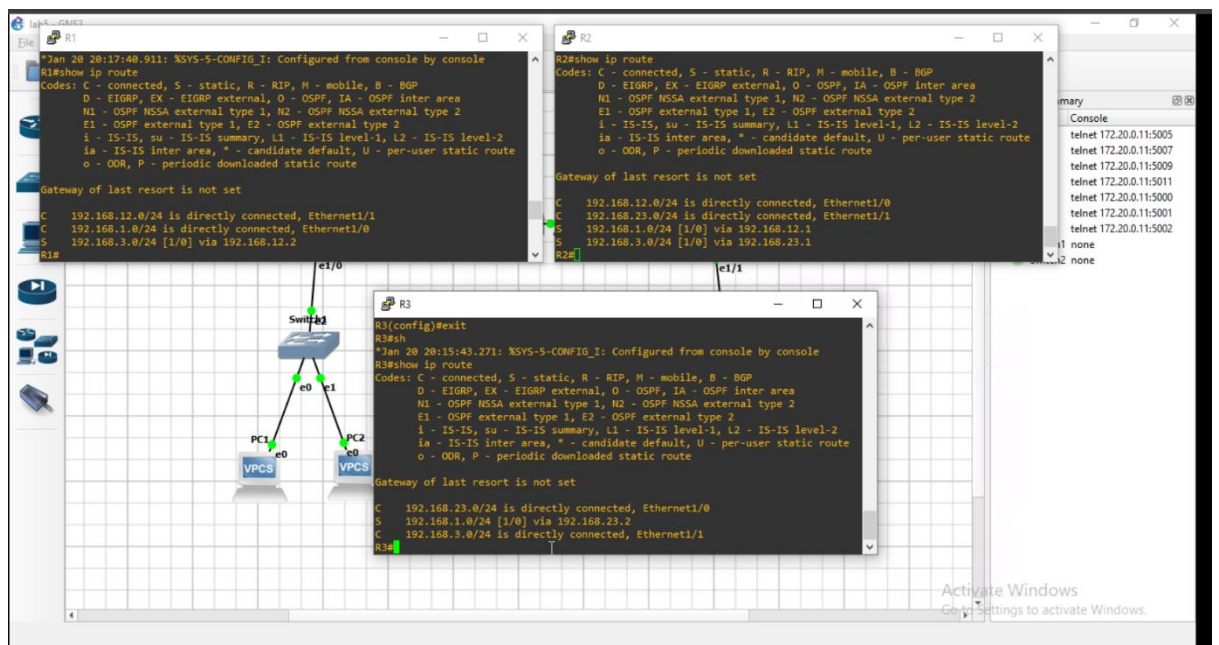 lab5 - GNS3
File
R1
*Jan 20 20:17:40.911: %SYS-5-CONFIG_I: Configured from console by console
R1#show ip route
Codes: C - connected, S - static, R - RIP, M - mobile, B - BGP
D - EIGRP, EX - EIGRP external, O - OSPF, IA - OSPF inter area
N1 - OSPF NSSA external type 1, N2 - OSPF NSSA external type 2
E1 - OSPF external type 1, E2 - OSPF external type 2
i - IS-IS, su - IS-IS summary, L1 - IS-IS level-1, L2 - IS-IS level-2
ia - IS-IS inter area, * - candidate default, U - per-user static route
o - ODR, P - periodic downloaded static route
Gateway of last resort is not set
C 192.168.12.0/24 is directly connected, Ethernet1/1
C 192.168.1.0/24 is directly connected, Ethernet1/0
S 192.168.3.0/24 [1/0] via 192.168.12.2
R1#
R2
R2#show ip route
Codes: C - connected, S - static, R - RIP, M - mobile, B - BGP
D - EIGRP, EX - EIGRP external, O - OSPF, IA - OSPF inter area
N1 - OSPF NSSA external type 1, N2 - OSPF NSSA external type 2
E1 - OSPF external type 1, E2 - OSPF external type 2
i - IS-IS, su - IS-IS summary, L1 - IS-IS level-1, L2 - IS-IS level-2
ia - IS-IS inter area, * - candidate default, U - per-user static route
o - ODR, P - periodic downloaded static route
Gateway of last resort is not set
C 192.168.12.0/24 is directly connected, Ethernet1/0
C 192.168.23.0/24 is directly connected, Ethernet1/1
S 192.168.1.0/24 [1/0] via 192.168.12.1
S 192.168.3.0/24 [1/0] via 192.168.23.1
R2#
mmary
Console
telnet 172.20.0.11:5005
telnet 172.20.0.11:5007
telnet 172.20.0.11:5009
telnet 172.20.0.11:5011
telnet 172.20.0.11:5000
telnet 172.20.0.11:5001
telnet 172.20.0.11:5002
none
none
e1/0
e1/1
Switch1
e0 e1
PC1
e0
VPCS
PC2
e0
VPCS
R3
R3(config)#exit
R3#sh
*Jan 20 20:15:43.271: %SYS-5-CONFIG_I: Configured from console by console
R3#show ip route
Codes: C - connected, S - static, R - RIP, M - mobile, B - BGP
D - EIGRP, EX - EIGRP external, O - OSPF, IA - OSPF inter area
N1 - OSPF NSSA external type 1, N2 - OSPF NSSA external type 2
E1 - OSPF external type 1, E2 - OSPF external type 2
i - IS-IS, su - IS-IS summary, L1 - IS-IS level-1, L2 - IS-IS level-2
ia - IS-IS inter area, * - candidate default, U - per-user static route
o - ODR, P - periodic downloaded static route
Gateway of last resort is not set
C 192.168.23.0/24 is directly connected, Ethernet1/0
S 192.168.1.0/24 [1/0] via 192.168.23.2
C 192.168.3.0/24 is directly connected, Ethernet1/1
R3#
Activate Windows
Go to Settings to activate Windows.